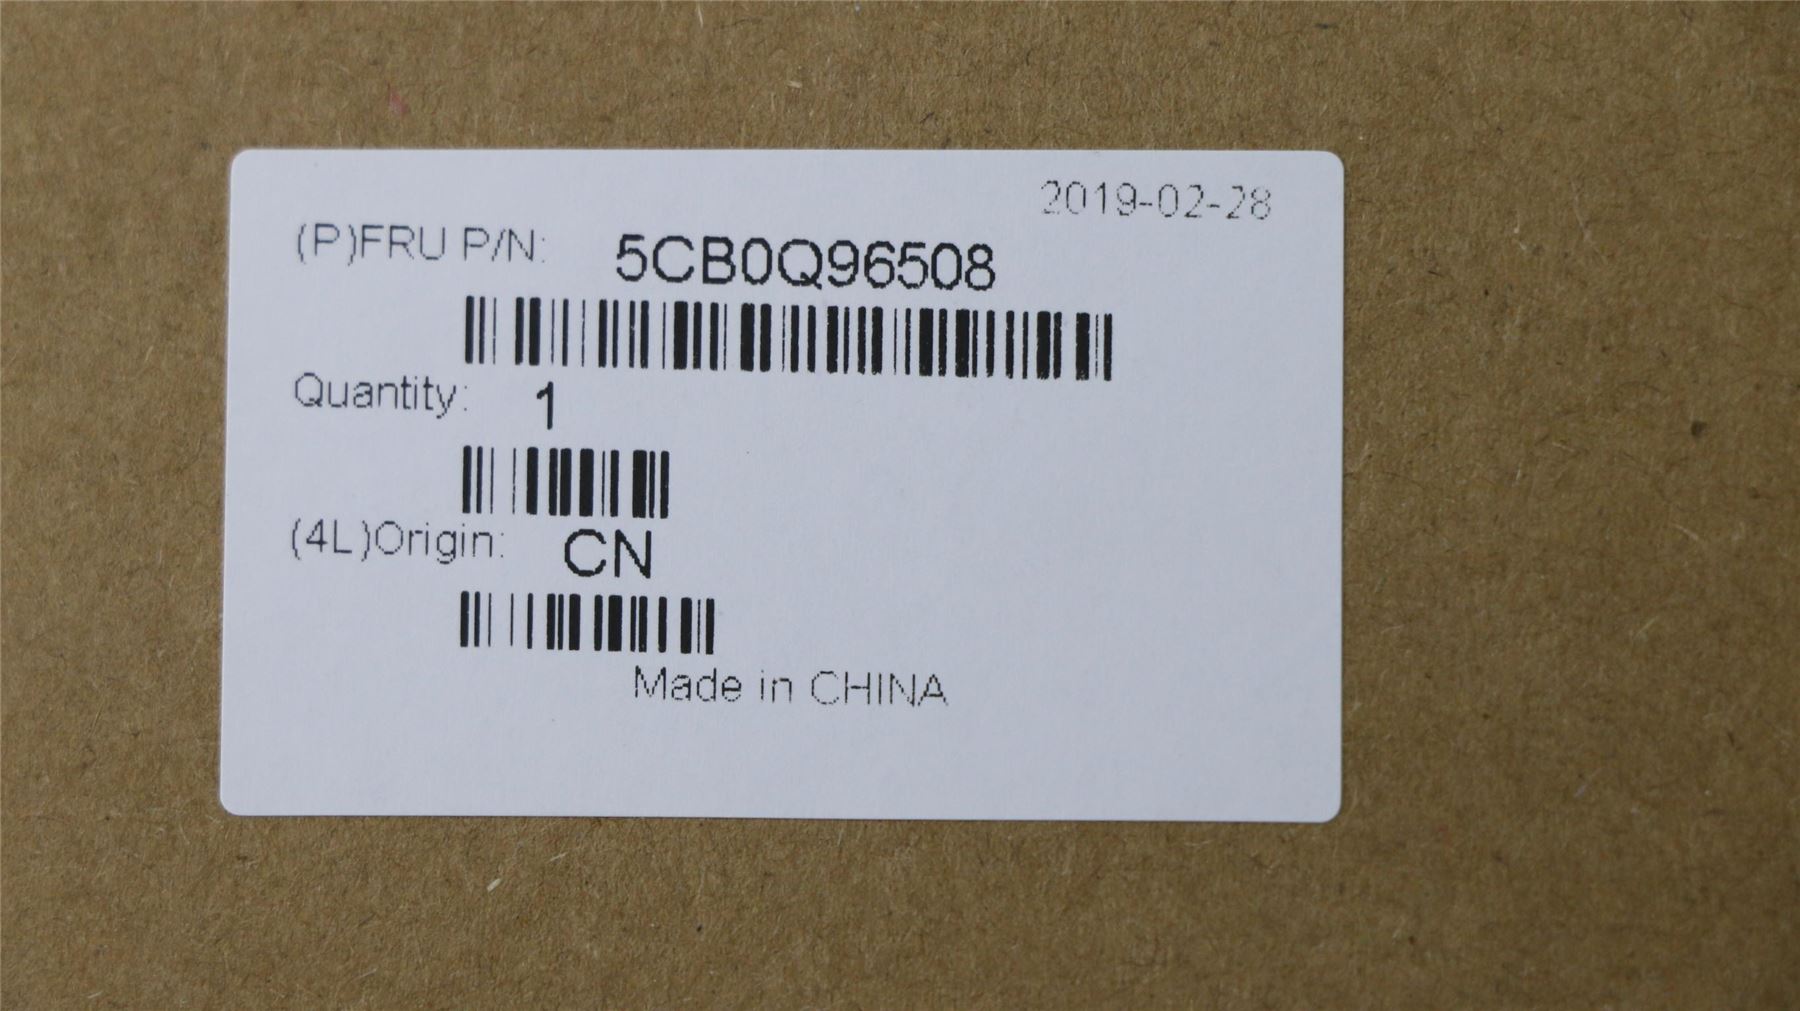 2019-02-28
(P)FRU P/N: 5CB0Q96508
Quantity: 1
(4L)Origin: CN
Made in CHINA